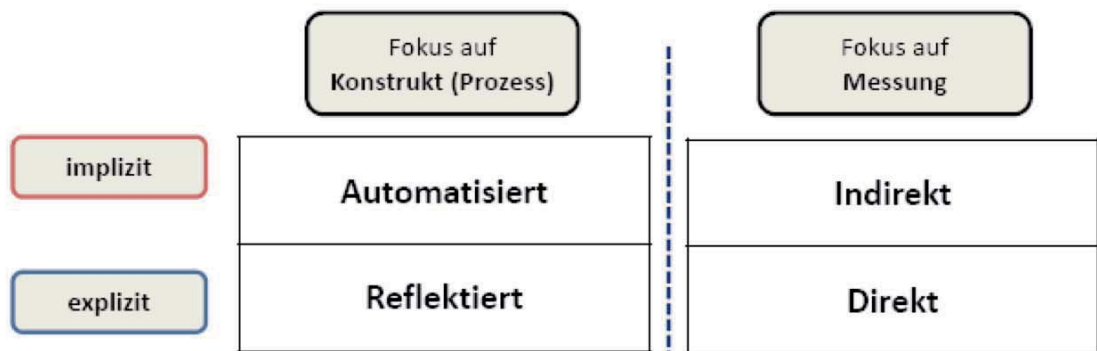 Fokus auf
Konstrukt (Prozess)
Fokus auf
Messung
implizit
Automatisiert
Indirekt
explizit
Reflektiert
Direkt